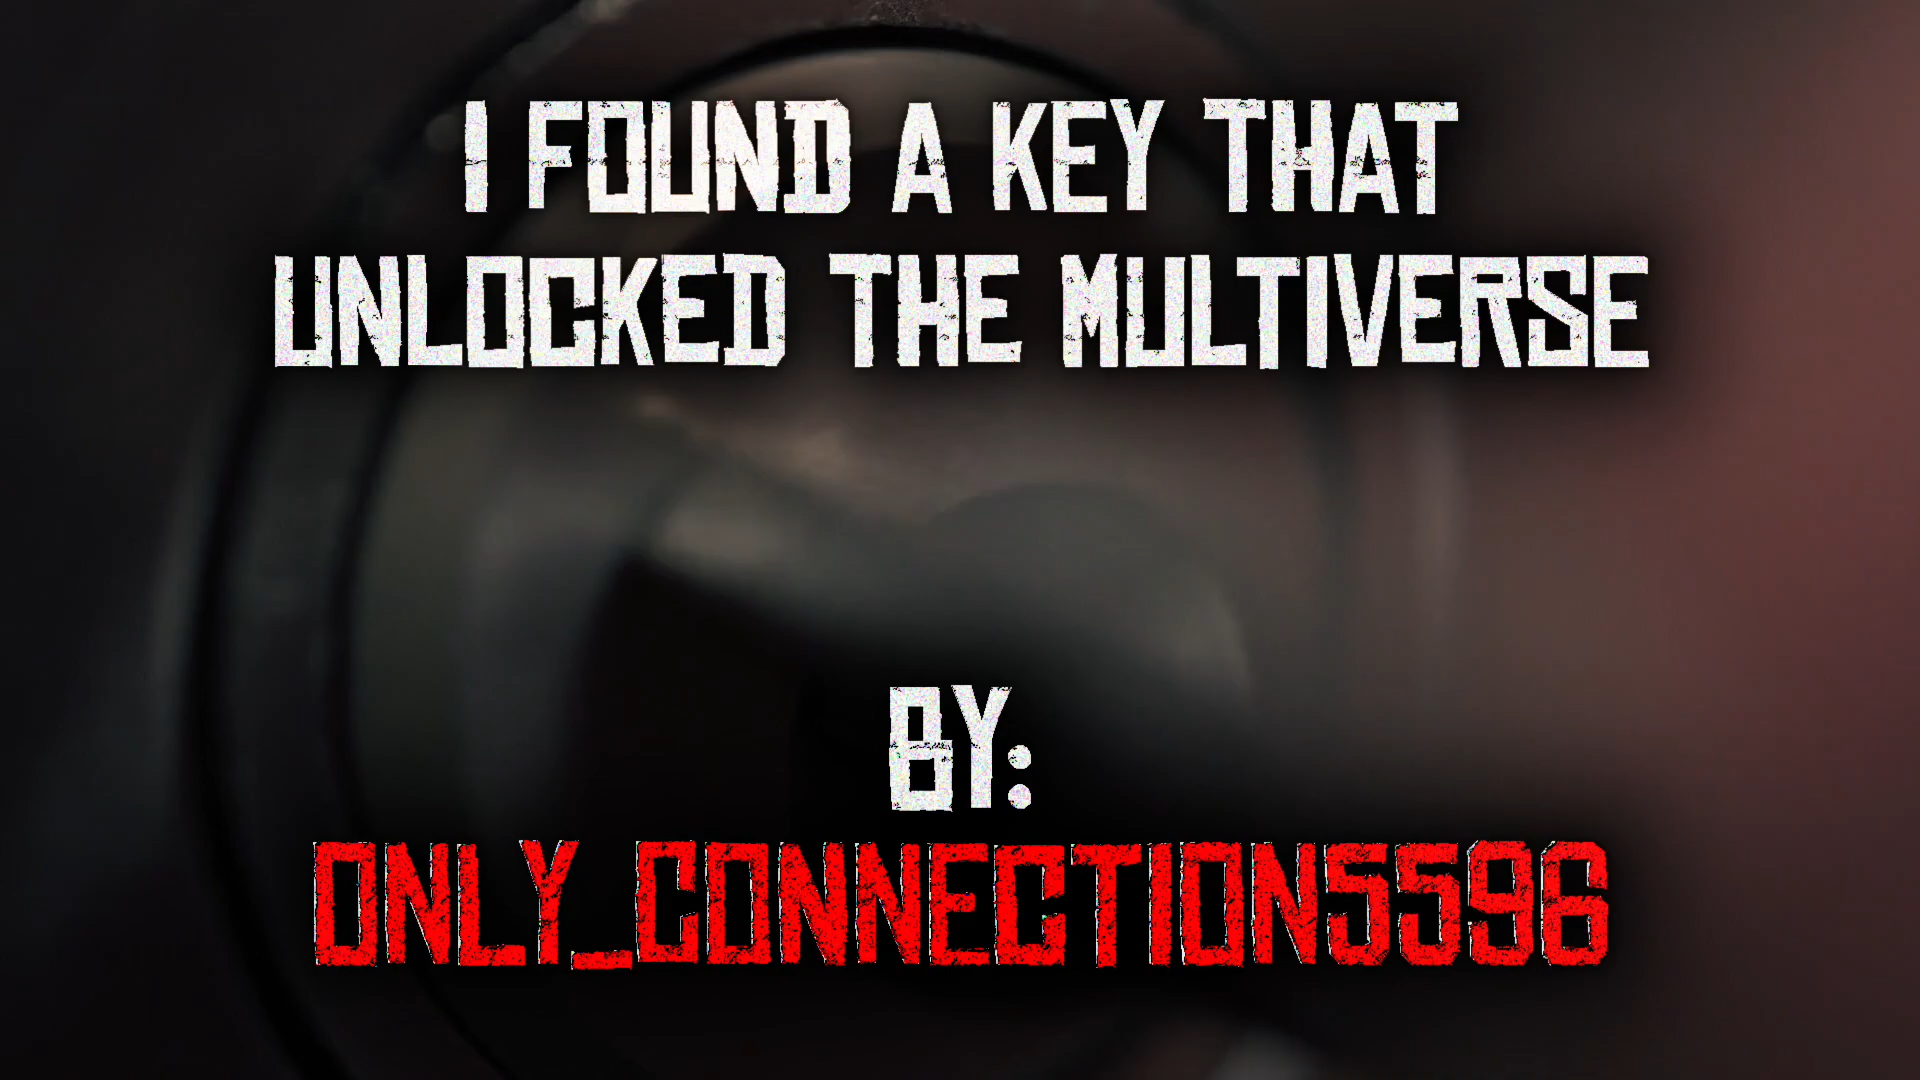 I FOUND A KEY THAT
UNLOCKED THE MULTIVERSE
BY:
ONLY_CONNECTION5596